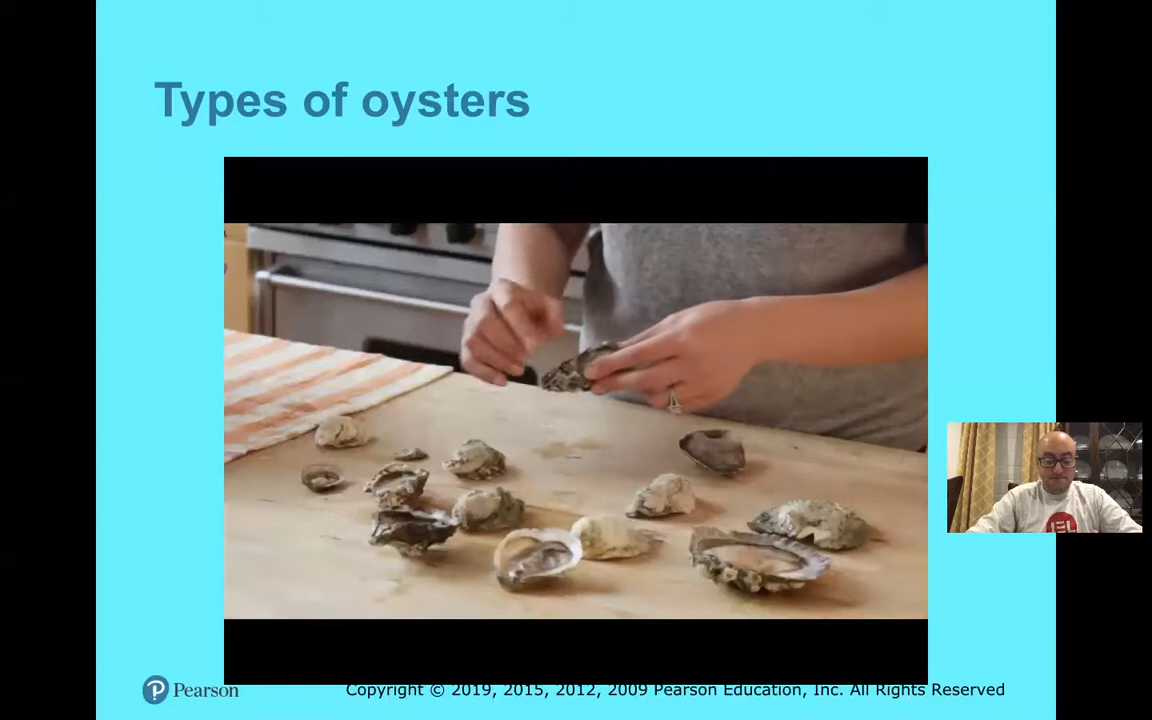 Types of oysters
Pearson
Copyright © 2019, 2015, 2012, 2009 Pearson Education, Inc. All Rights Reserved